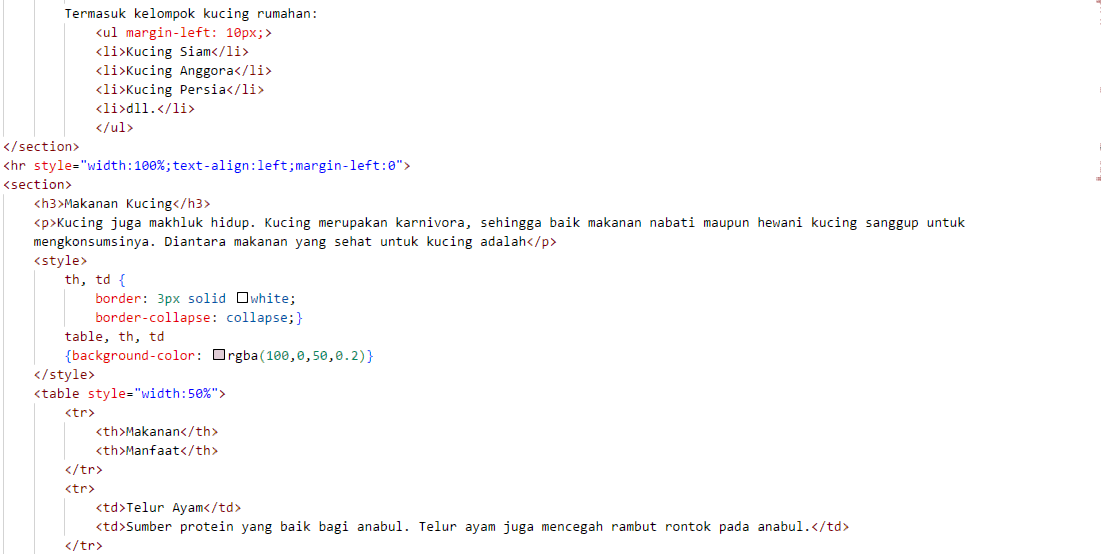 Termasuk kelompok kucing rumahan:
<ul margin-left: 10px;>
<li>Kucing Siam</li>
<li>Kucing Anggora</li>
<li>Kucing Persia</li>
<li>dll.</li>
</ul>
</section>
<hr style="width:100%;text-align:left;margin-left:0">
<section>
<h3>Makanan Kucing</h3>
<p>Kucing juga makhluk hidup. Kucing merupakan karnivora, sehingga baik makanan nabati maupun hewani kucing sanggup untuk
mengkonsumsinya. Diantara makanan yang sehat untuk kucing adalah</p>
<style>
th, td {
border: 3px solid white;
border-collapse: collapse;}
table, th, td
{background-color: rgba(100,0,50,0.2)}
</style>
<table style="width:50%">
<tr>
<th>Makanan</th>
<th>Manfaat</th>
</tr>
<tr>
<td>Telur Ayam</td>
<td>Sumber protein yang baik bagi anabul. Telur ayam juga mencegah rambut rontok pada anabul.</td>
</tr>